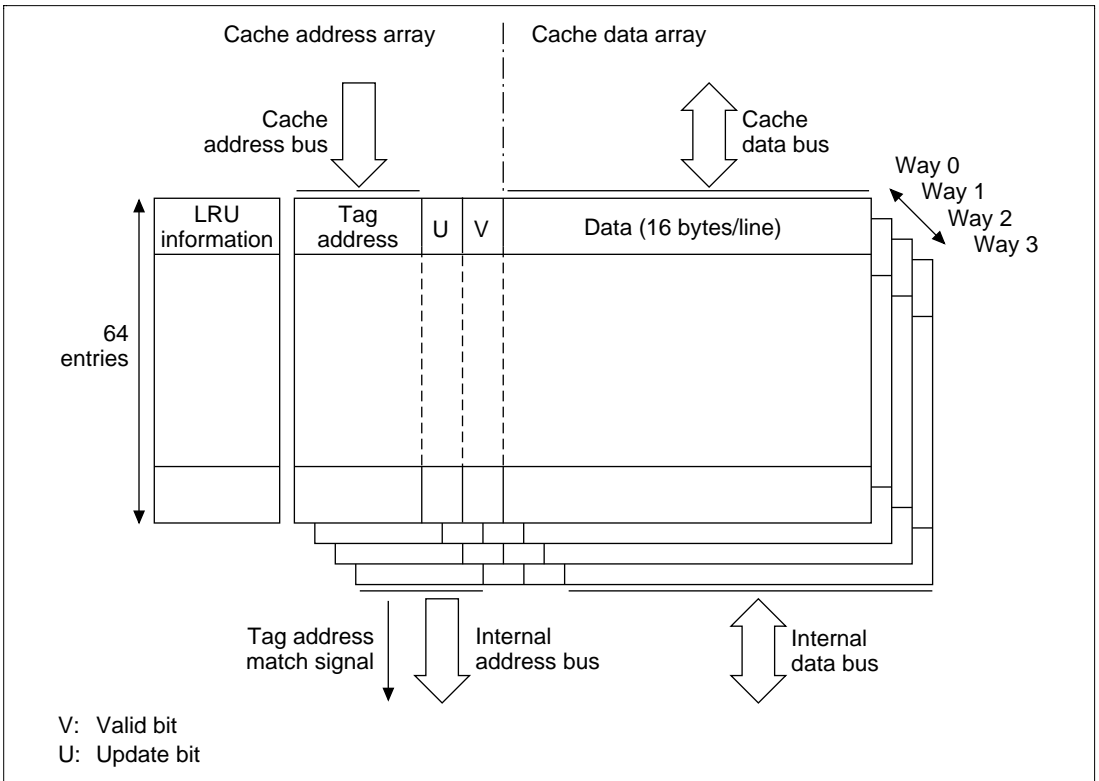 Cache address array
Cache data array
Cache
address bus
Cache
data bus
Way 0
Way 1
Way 2
Way 3
LRU
information
Tag
address
U
V
Data (16 bytes/line)
64
entries
Tag address
match signal
Internal
address bus
Internal
data bus
V: Valid bit
U: Update bit